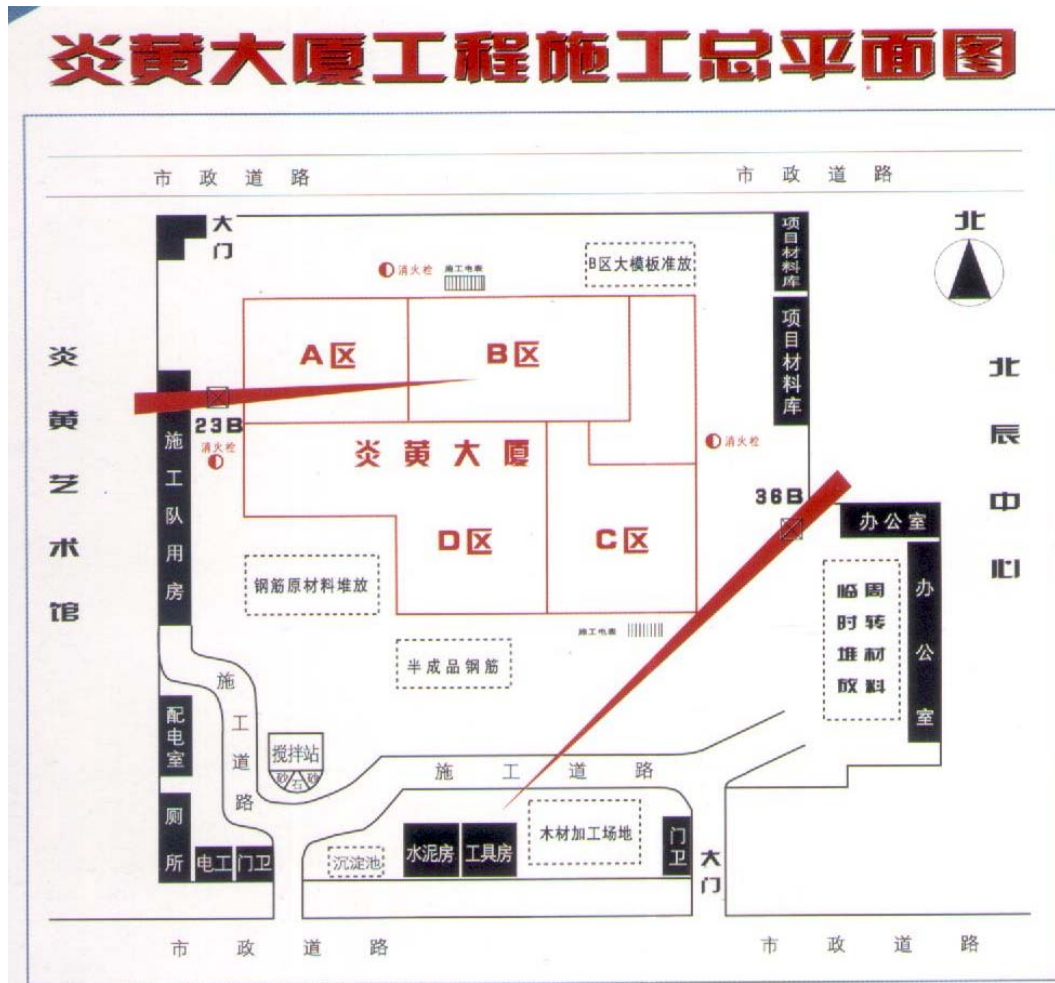 炎黄大厦工程施工总平面图
市政道路
市政道路
大门
北
项目材料库
B区大模板准放
消火栓
施工电表
项目材料库
A区
B区
炎黄艺术馆
北辰中心
23B
消火栓
施工队用房
炎黄大厦
消火栓
36B
办公室
D区
C区
钢筋原材料堆放
周转材料
临时堆放
办公室
施工电表
半成品钢筋
施工道路
配电室
搅拌站
砂石砂
施工道路
厕所
木材加工场地
电工
门卫
沉淀池
水泥房
工具房
门卫
大门
市政道路
市政道路